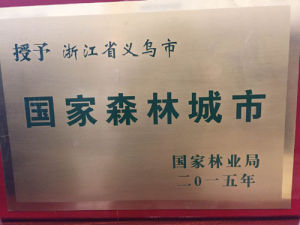 授予 浙江省义乌市
国家森林城市
国家林业局
二〇一五年